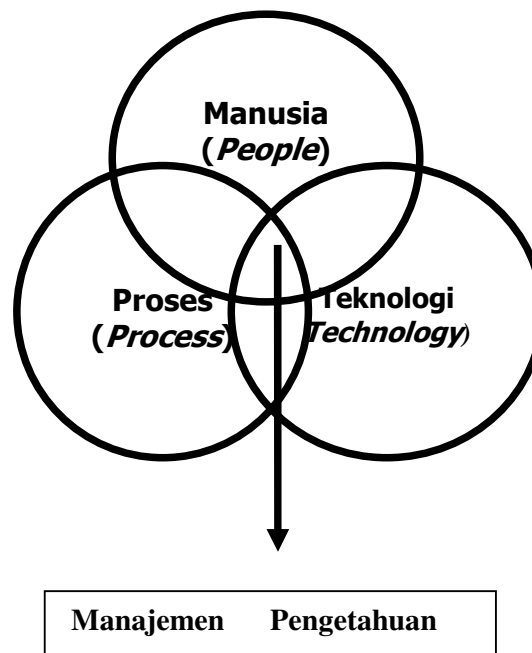 Manusia
(People)
Proses
(Process)
Teknologi
Technology)
Manajemen Pengetahuan